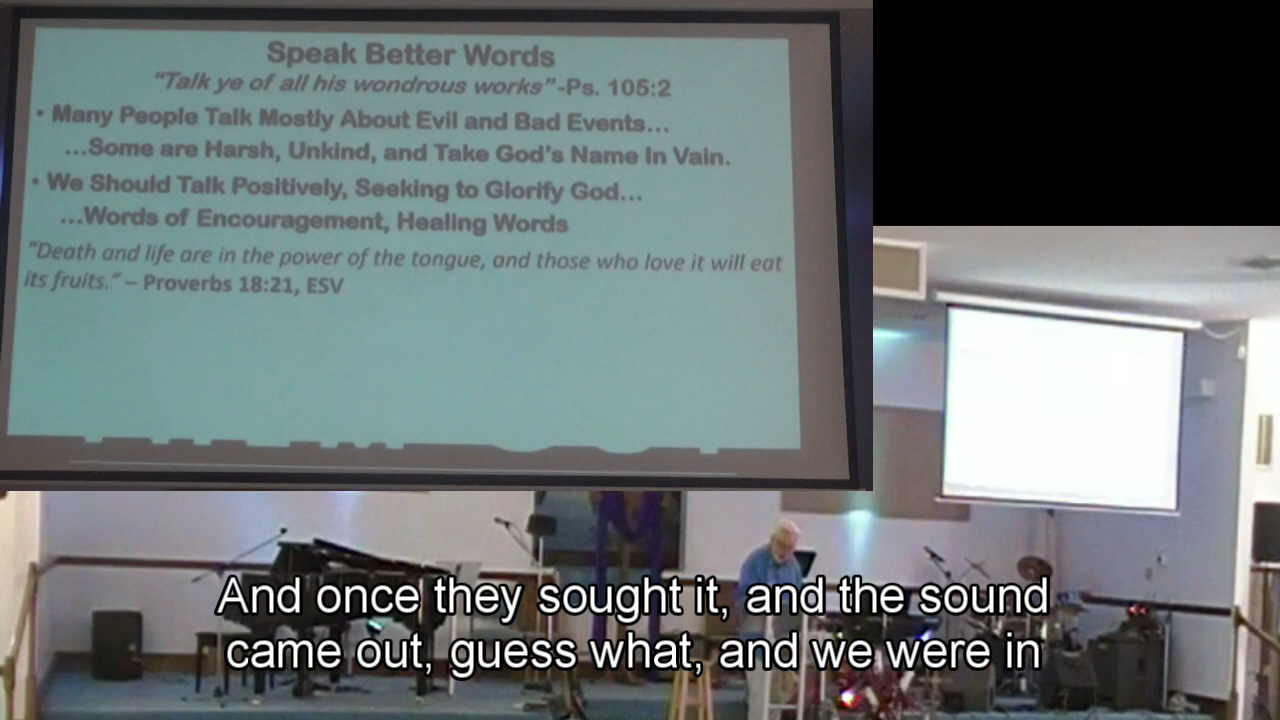 Speak Better Words
“Talk ye of all his wondrous works” -Ps. 105:2
• Many People Talk Mostly About Evil and Bad Events...
...Some are Harsh, Unkind, and Take God's Name In Vain.
• We Should Talk Positively, Seeking to Glorify God...
...Words of Encouragement, Healing Words
“Death and life are in the power of the tongue, and those who love it will eat
its fruits.” – Proverbs 18:21, ESV
And once they sought it, and the sound
came out, guess what, and we were in